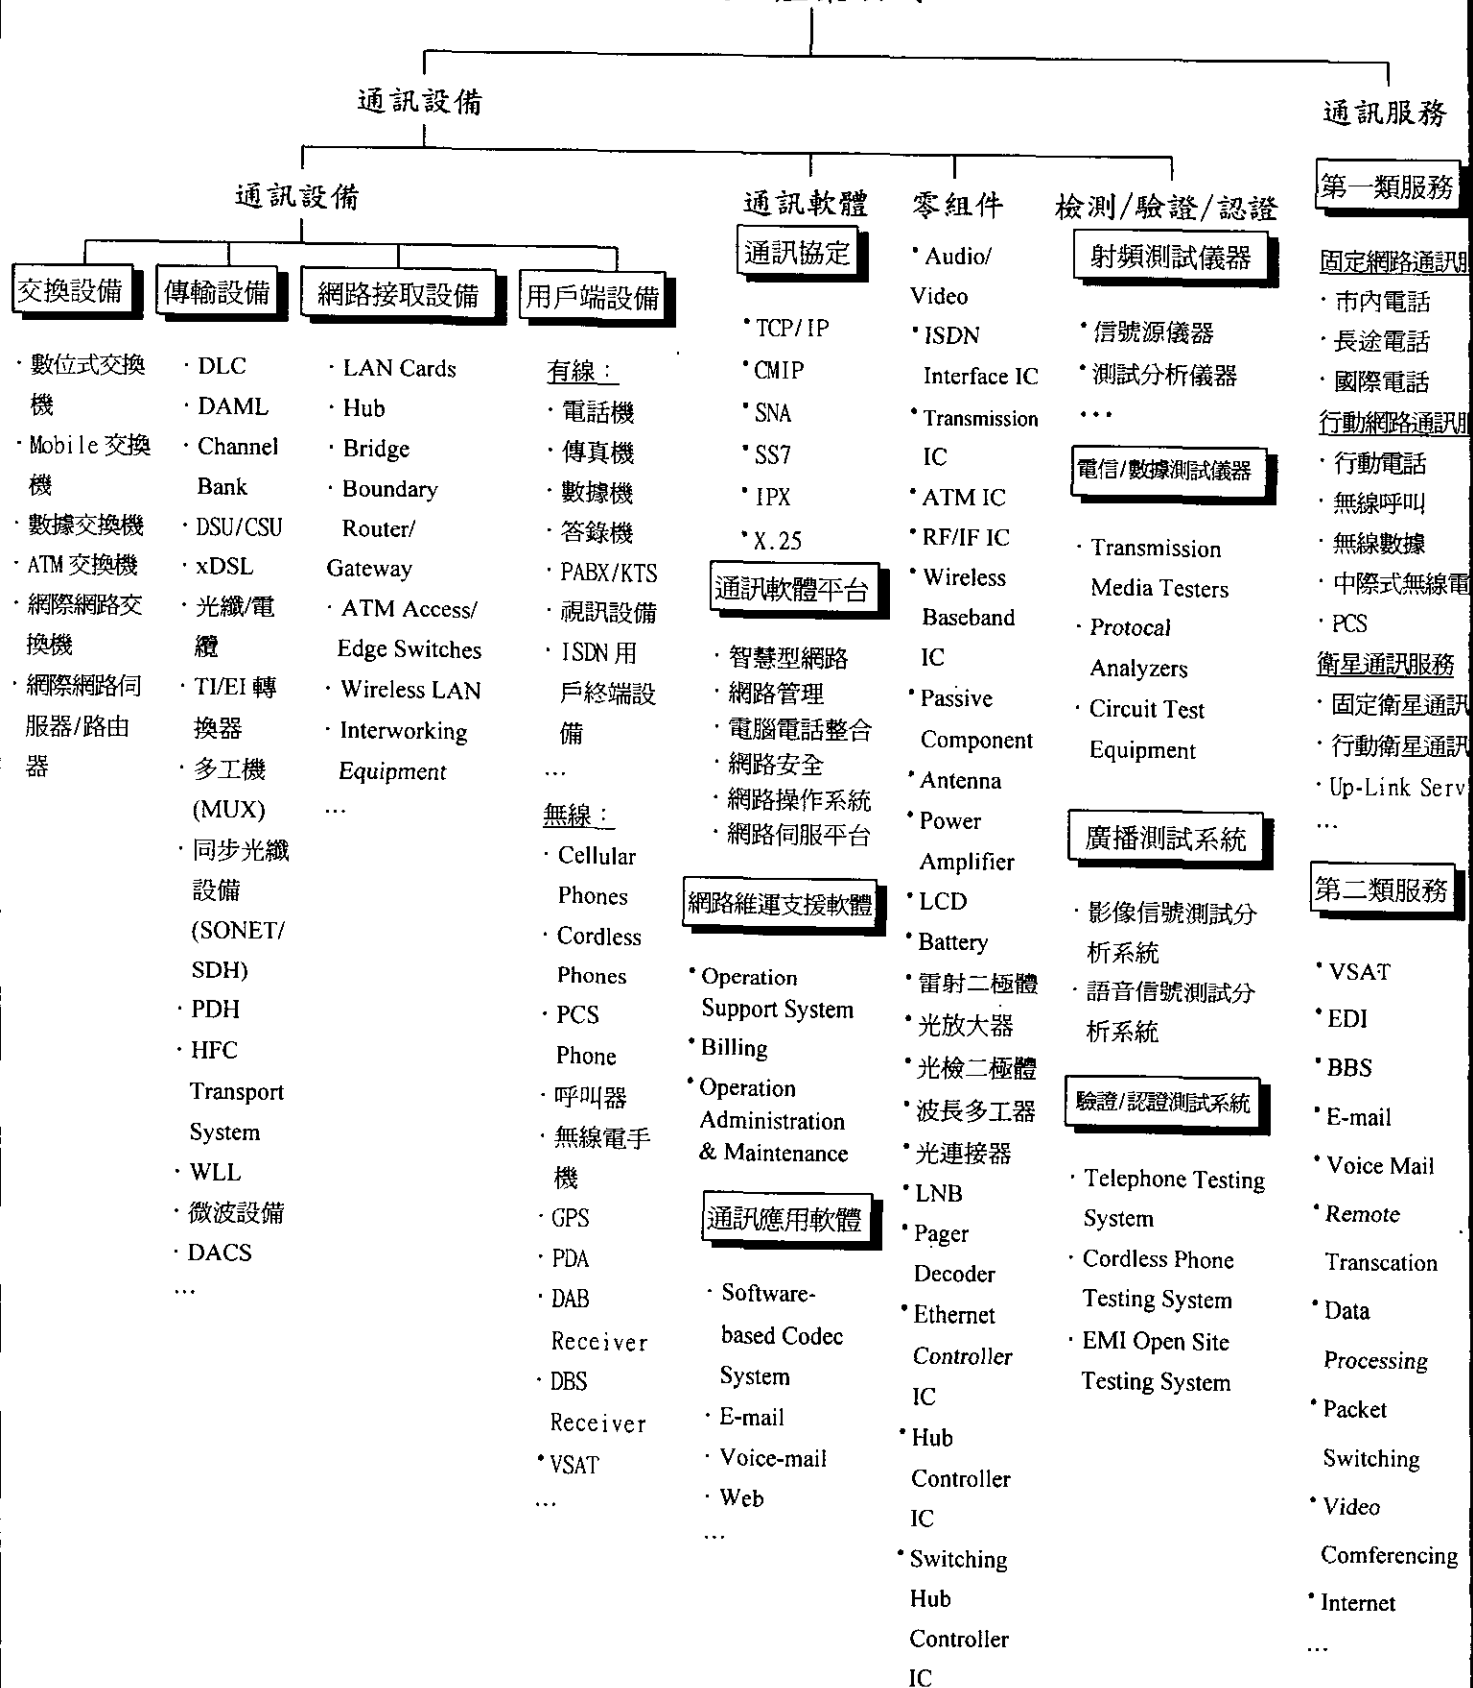 通訊設備
通訊服務
通訊設備
通訊軟體
零組件
檢測/驗證/認證
第一類服務
交換設備
· 數位式交換
機
· Mobile 交換
機
· 數據交換機
· ATM 交換機
· 網際網路交
換機
· 網際網路伺
服器/路由
器
傳輸設備
· DLC
· DAML
· Channel
Bank
· DSU/CSU
· xDSL
· 光纖/電
纜
· TI/EI 轉
換器
· 多工機
(MUX)
· 同步光纖
設備
(SONET/
SDH)
· PDH
· HFC
Transport
System
· WLL
· 微波設備
· DACS
…
網路接取設備
· LAN Cards
· Hub
· Bridge
· Boundary
Router/
Gateway
· ATM Access/
Edge Switches
· Wireless LAN
· Interworking
Equipment
…
用戶端設備
有線：
· 電話機
· 傳真機
· 數據機
· 答錄機
· PABX/KTS
· 視訊設備
· ISDN 用
戶終端設
備
…
無線：
· Cellular
Phones
· Cordless
Phones
· PCS
Phone
· 呼叫器
· 無線電手
機
· GPS
· PDA
· DAB
Receiver
· DBS
Receiver
· VSAT
…
通訊協定
· TCP/IP
· CMIP
· SNA
· SS7
· IPX
· X.25
通訊軟體平台
· 智慧型網路
· 網路管理
· 電腦電話整合
· 網路安全
· 網路操作系統
· 網路伺服平台
網路維運支援軟體
· Operation
Support System
· Billing
· Operation
Administration
& Maintenance
通訊應用軟體
· Software-
based Codec
System
· E-mail
· Voice-mail
· Web
…
· Audio/
Video
· ISDN
Interface IC
· Transmission
IC
· ATM IC
· RF/IF IC
· Wireless
Baseband
IC
· Passive
Component
· Antenna
· Power
Amplifier
· LCD
· Battery
· 雷射二極體
· 光放大器
· 光檢二極體
· 波長多工器
· 光連接器
· LNB
· Pager
Decoder
· Ethernet
Controller
IC
· Hub
Controller
IC
· Switching
Hub
Controller
IC
射頻測試儀器
· 信號源儀器
· 測試分析儀器
…
電信/數據測試儀器
· Transmission
Media Testers
· Protocal
Analyzers
· Circuit Test
Equipment
廣播測試系統
· 影像信號測試分
析系統
· 語音信號測試分
析系統
驗證/認證測試系統
· Telephone Testing
System
· Cordless Phone
Testing System
· EMI Open Site
Testing System
固定網路通訊
· 市內電話
· 長途電話
· 國際電話
行動網路通訊
· 行動電話
· 無線呼叫
· 無線數據
· 中際式無線電
· PCS
衛星通訊服務
· 固定衛星通訊
· 行動衛星通訊
· Up-Link Serv
…
第二類服務
· VSAT
· EDI
· BBS
· E-mail
· Voice Mail
· Remote
Transcation
· Data
Processing
· Packet
Switching
· Video
Comferencing
· Internet
…